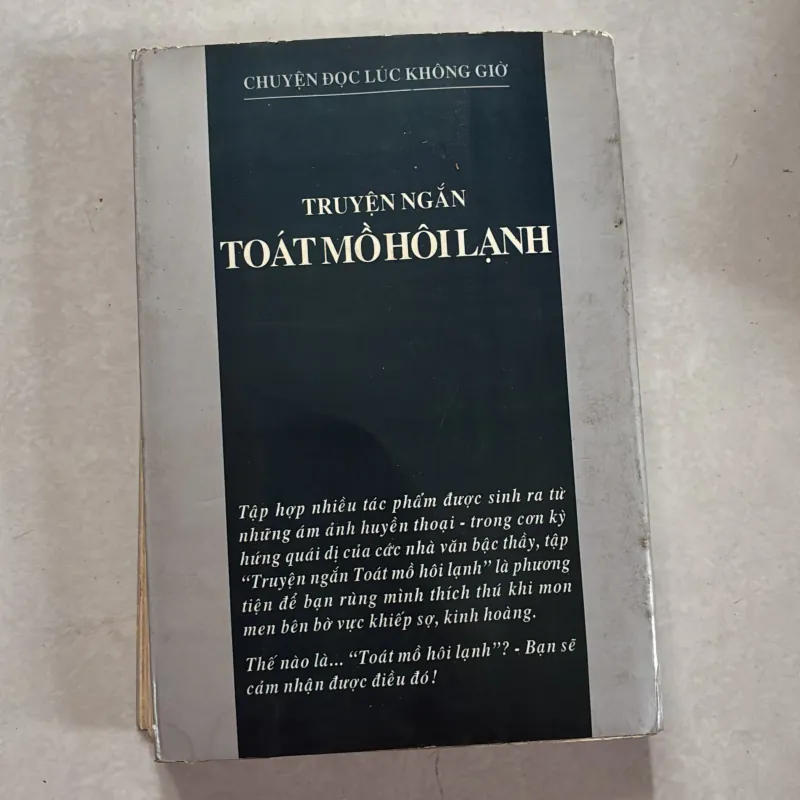 CHUYỆN ĐỌC LÚC KHÔNG GIỜ
TRUYỆN NGẮN
TOÁT MỒ HÔI LẠNH
Tập hợp nhiều tác phẩm được sinh ra từ
những ám ảnh huyền thoại - trong cơn kỳ
hứng quái dị của các nhà văn bậc thầy, tập
“Truyện ngắn Toát mồ hôi lạnh” là phương
tiện để bạn rùng mình thích thú khi mon
men bên bờ vực khiếp sợ, kinh hoàng.
Thế nào là... “Toát mồ hôi lạnh”? - Bạn sẽ
cảm nhận được điều đó!